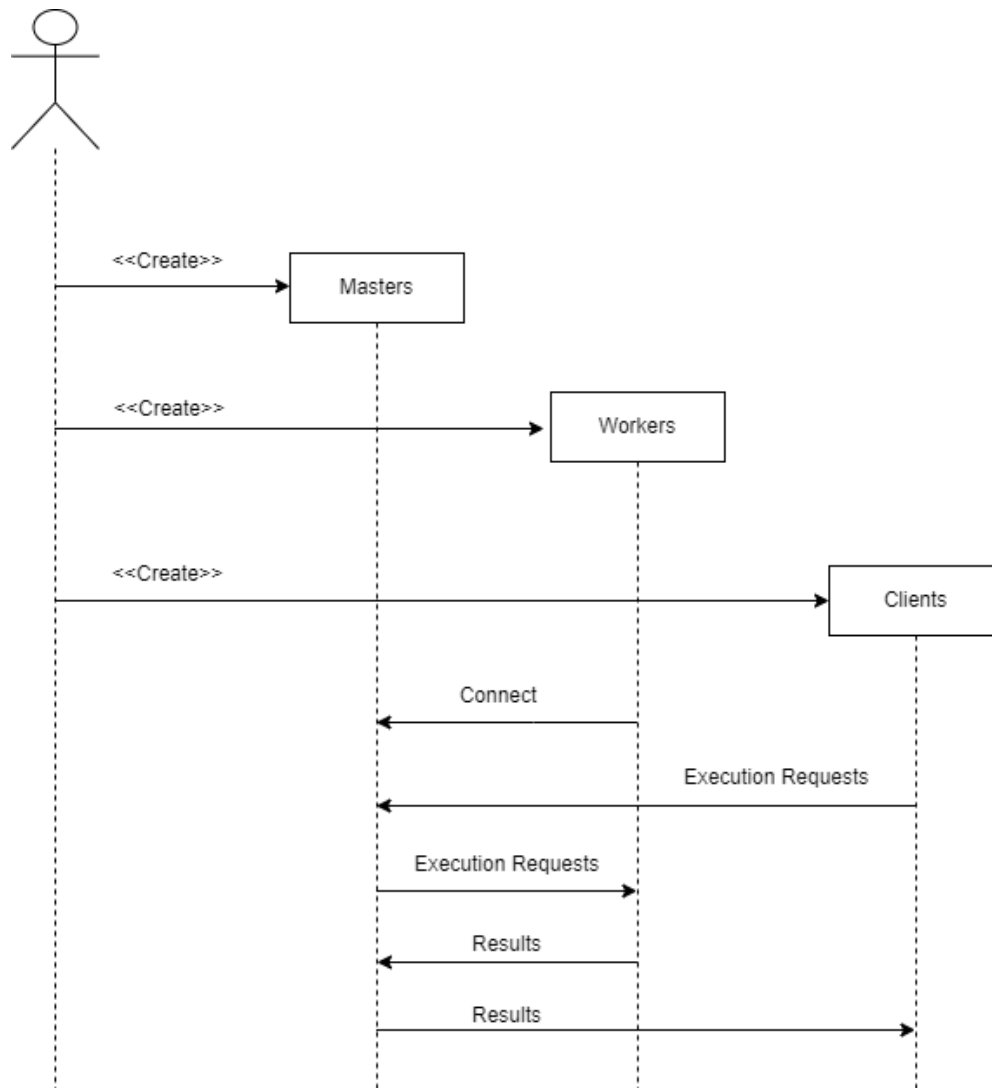 <<Create>>
Masters
<<Create>>
Workers
<<Create>>
Clients
Connect
Execution Requests
Execution Requests
Results
Results